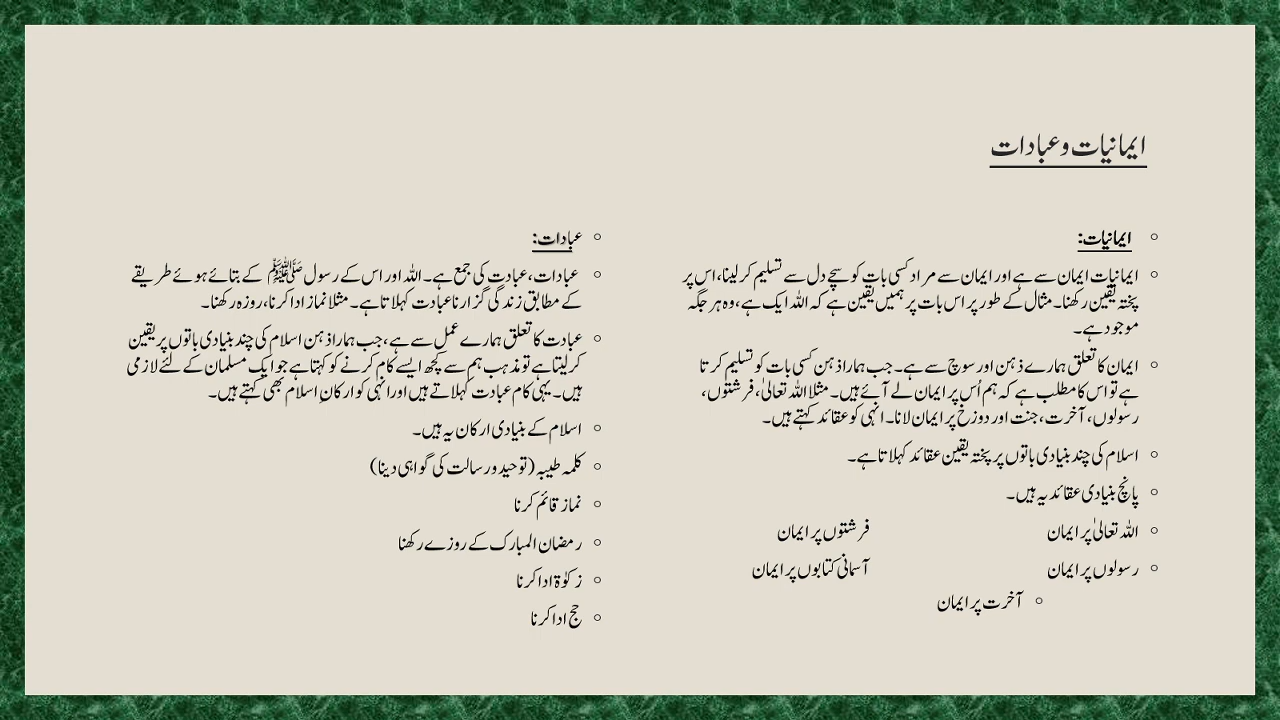 ایمانیات و عبادات
ایمانیات:
ایمانیات ایمان سے ہے اور ایمان سے مراد کسی بات کو سچے دل سے تسلیم کرلینا، اس پر
پختہ یقین رکھنا۔ مثال کے طور پر اس بات پر ہمیں یقین ہے کہ اللہ ایک ہے، وہ ہر جگہ
موجود ہے۔
ایمان کا تعلق ہمارے ذہن اور سوچ سے ہے۔ جب ہمارا ذہن کسی بات کو تسلیم کرتا
ہے تو اس کا مطلب ہے کہ ہم اُس پر ایمان لے آئے ہیں۔ مثلا اللہ تعالیٰ، فرشتوں،
رسولوں، آخرت، جنت اور دوزخ پر ایمان لانا۔ انہی کو عقائد کہتے ہیں۔
اسلام کی چند بنیادی باتوں پر پختہ یقین عقائد کہلاتا ہے۔
پانچ بنیادی عقائد یہ ہیں۔
اللہ تعالیٰ پر ایمان فرشتوں پر ایمان
رسولوں پر ایمان آسمانی کتابوں پر ایمان
آخرت پر ایمان
عبادات:
عبادات، عبادت کی جمع ہے۔ اللہ اور اس کے رسول ﷺ کے بتائے ہوئے طریقے
کے مطابق زندگی گزارنا عبادت کہلاتا ہے۔ مثلا نماز ادا کرنا، روزہ رکھنا۔
عبادت کا تعلق ہمارے عمل سے ہے، جب ہمارا ذہن اسلام کی چند بنیادی باتوں پر یقین
کرلیتا ہے تو مذہب ہم سے کچھ ایسے کام کرنے کو کہتا ہے جو ایک مسلمان کے لئے لازمی
ہیں۔ یہی کام عبادت کہلاتے ہیں اور انہی کو ارکانِ اسلام بھی کہتے ہیں۔
اسلام کے بنیادی ارکان یہ ہیں۔
کلمہ طیبہ (توحید و رسالت کی گواہی دینا)
نماز قائم کرنا
رمضان المبارک کے روزے رکھنا
زکوٰۃ ادا کرنا
حج ادا کرنا